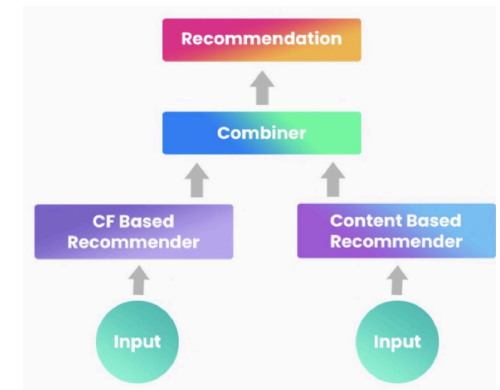 Recommendation
Combiner
CF Based
Recommender
Content Based
Recommender
Input
Input